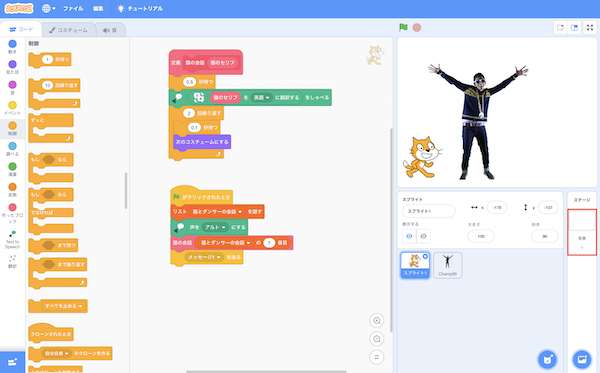 SCRATCH
ファイル
編集
チュートリアル
コード
コスチューム
音
動き
見た目
音
イベント
制御
調べる
演算
変数
作ったブロック
Text to Speech
翻訳
制御
1 秒待つ
10 回繰り返す
ずっと
もし なら
もし なら
でなければ
まで待つ
まで繰り返す
すべてを止める
クローンされたとき
自分自身 のクローンを作る
定義 猫の会話 猫のセリフ
0.5 秒待つ
猫のセリフ を 英語 に翻訳する をしゃべる
2 回繰り返す
0.1 秒待つ
次のコスチュームにする
がクリックされたとき
リスト 猫とダンサーの会話 を隠す
声を アルト にする
猫の会話 猫とダンサーの会話 の 1 番目
メッセージ1 を送る
スプライト
スプライト1
x -178
y -107
表示する
大きさ 100
向き 90
スプライト1
Champ99
ステージ
背景
1